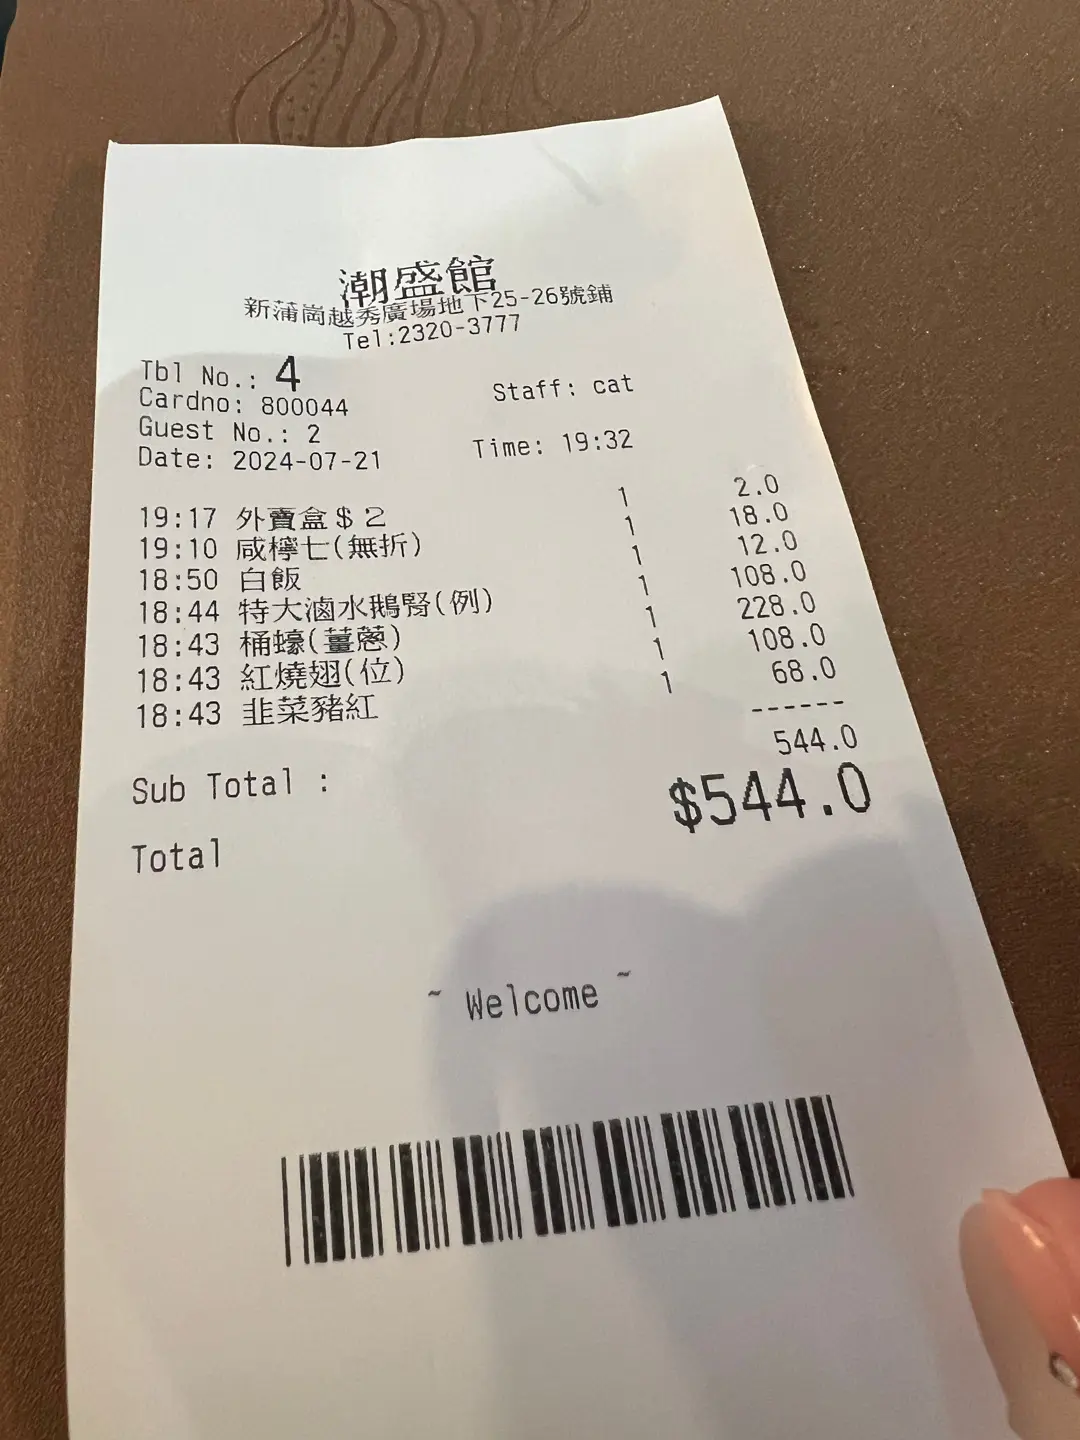 潮盛館
新蒲崗越秀廣場地下25-26號鋪
Tel:2320-3777
Tbl No.: 4
Cardno: 800044 Staff: cat
Guest No.: 2
Date: 2024-07-21 Time: 19:32
19:17 外賣盒$2 1 2.0
19:10 咸檸七(無折) 1 18.0
18:50 白飯 1 12.0
18:44 特大滷水鵝腎(例) 1 108.0
18:43 桶蠔(薑蔥) 1 228.0
18:43 紅燒翅(位) 1 108.0
18:43 韭菜豬紅 1 68.0
------
Sub Total : 544.0
Total $544.0
~ Welcome ~